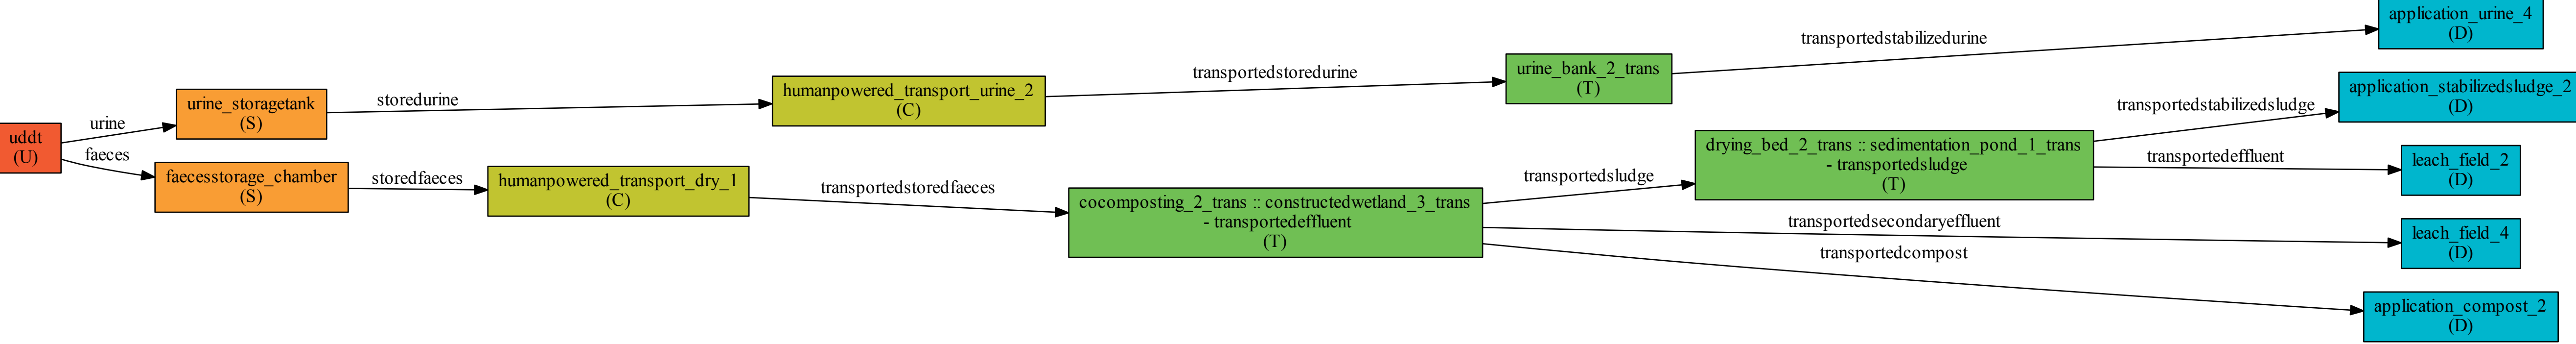 uddt
(U)
urine
faeces
urine_storagetank
(S)
faecesstorage_chamber
(S)
storedurine
storedfaeces
humanpowered_transport_urine_2
(C)
humanpowered_transport_dry_1
(C)
transportedstoredurine
transportedstoredfaeces
urine_bank_2_trans
(T)
cocomposting_2_trans :: constructedwetland_3_trans
- transportedeffluent
(T)
transportedsludge
drying_bed_2_trans :: sedimentation_pond_1_trans
- transportedsludge
(T)
transportedstabilizedurine
transportedstabilizedsludge
transportedeffluent
transportedsecondaryeffluent
transportedcompost
application_urine_4
(D)
application_stabilizedsludge_2
(D)
leach_field_2
(D)
leach_field_4
(D)
application_compost_2
(D)